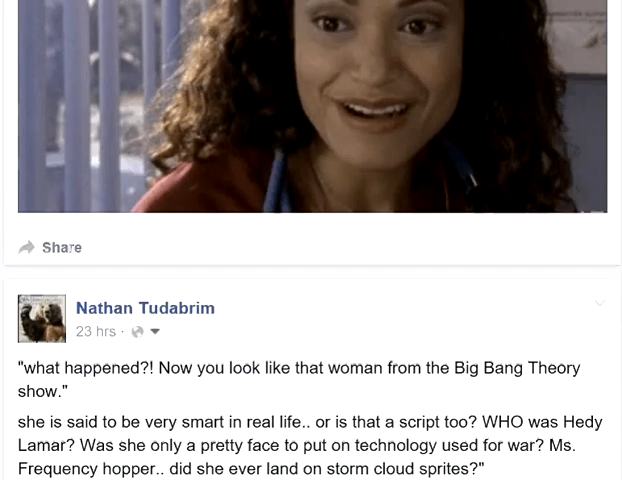 Share
Nathan Tudabrim
23 hrs ·
"what happened?! Now you look like that woman from the Big Bang Theory
show."
she is said to be very smart in real life.. or is that a script too? WHO was Hedy
Lamar? Was she only a pretty face to put on technology used for war? Ms.
Frequency hopper.. did she ever land on storm cloud sprites?"